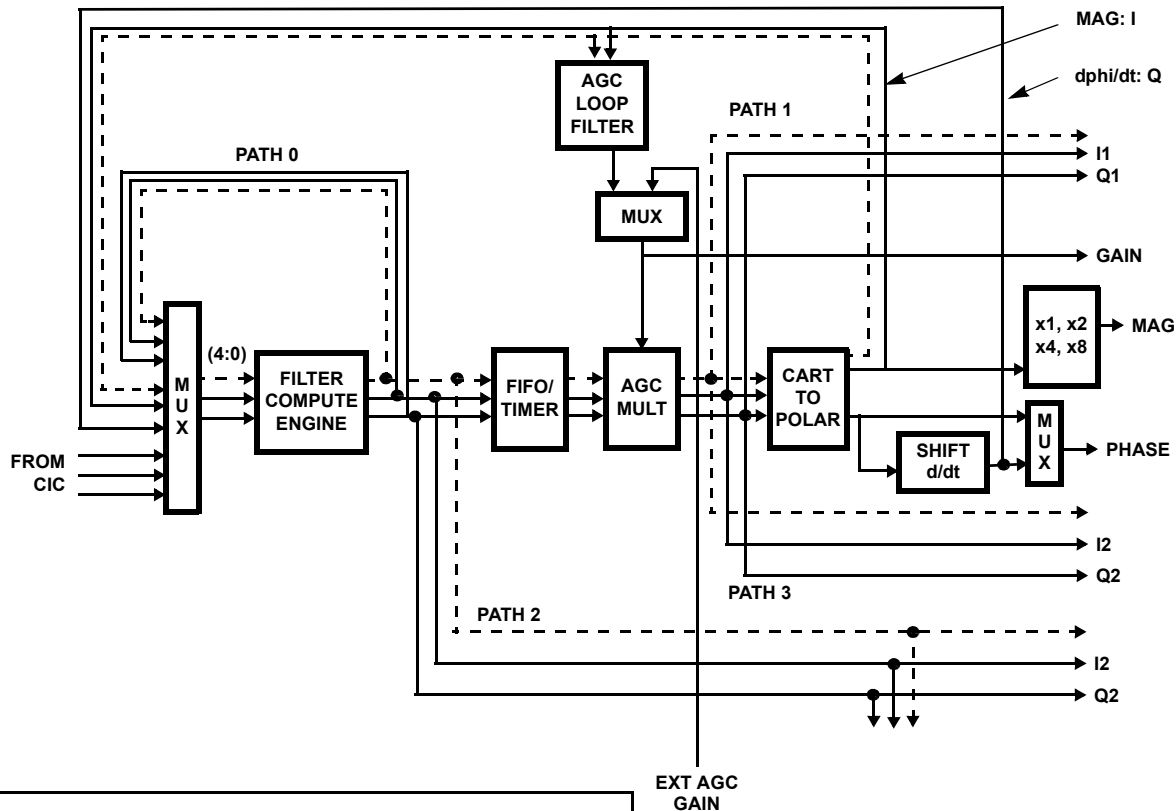 MAG: I
dphi/dt: Q
AGC
LOOP
FILTER
PATH 1
PATH 0
I1
Q1
MUX
GAIN
x1, x2
x4, x8
MAG
(4:0)
M
U
X
FILTER
COMPUTE
ENGINE
FIFO/
TIMER
AGC
MULT
CART
TO
POLAR
M
U
X
PHASE
SHIFT
d/dt
FROM
CIC
I2
Q2
PATH 3
PATH 2
I2
Q2
EXT AGC
GAIN